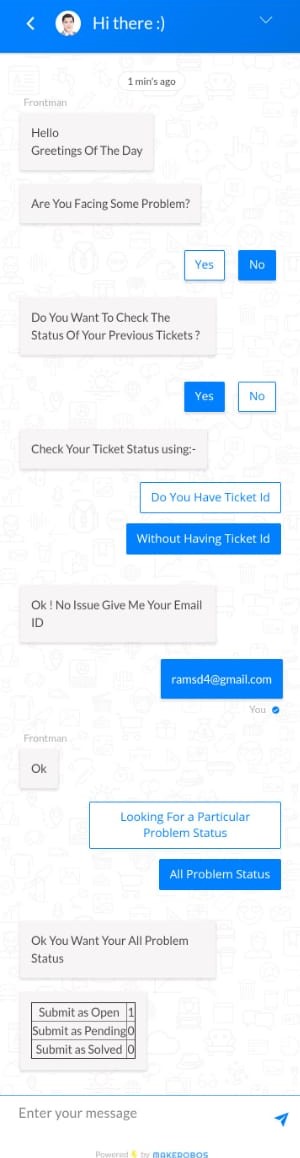 Hi there :)
1 min's ago
Frontman
Hello
Greetings Of The Day
Are You Facing Some Problem?
Yes No
Do You Want To Check The
Status Of Your Previous Tickets ?
Yes No
Check Your Ticket Status using:-
Do You Have Ticket Id
Without Having Ticket Id
Ok ! No Issue Give Me Your Email
ID
ramsd4@gmail.com
You
Frontman
Ok
Looking For a Particular
Problem Status
All Problem Status
Ok You Want Your All Problem
Status
Submit as Open 1
Submit as Pending 0
Submit as Solved 0
Enter your message
Powered by MAKEROBOS